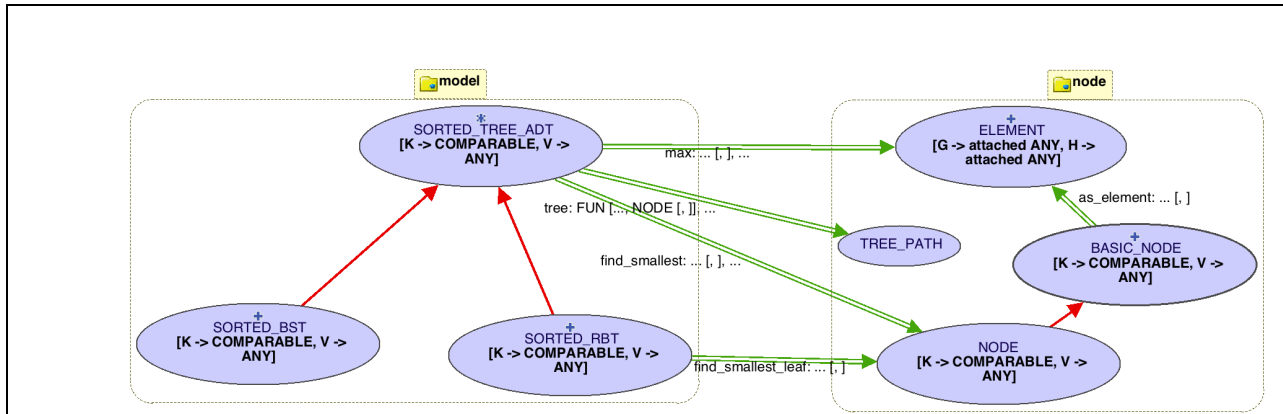 model
node
*
SORTED_TREE_ADT
[K -> COMPARABLE, V ->
ANY]
+
ELEMENT
[G -> attached ANY, H ->
attached ANY]
max: ... [, ], ...
as_element: ... [, ]
tree: FUN [..., NODE [, ]], ...
TREE_PATH
+
BASIC_NODE
[K -> COMPARABLE, V ->
ANY]
find_smallest: ... [, ], ...
+
SORTED_BST
[K -> COMPARABLE, V ->
ANY]
+
SORTED_RBT
[K -> COMPARABLE, V ->
ANY]
find_smallest_leaf: ... [, ]
NODE
[K -> COMPARABLE, V ->
ANY]